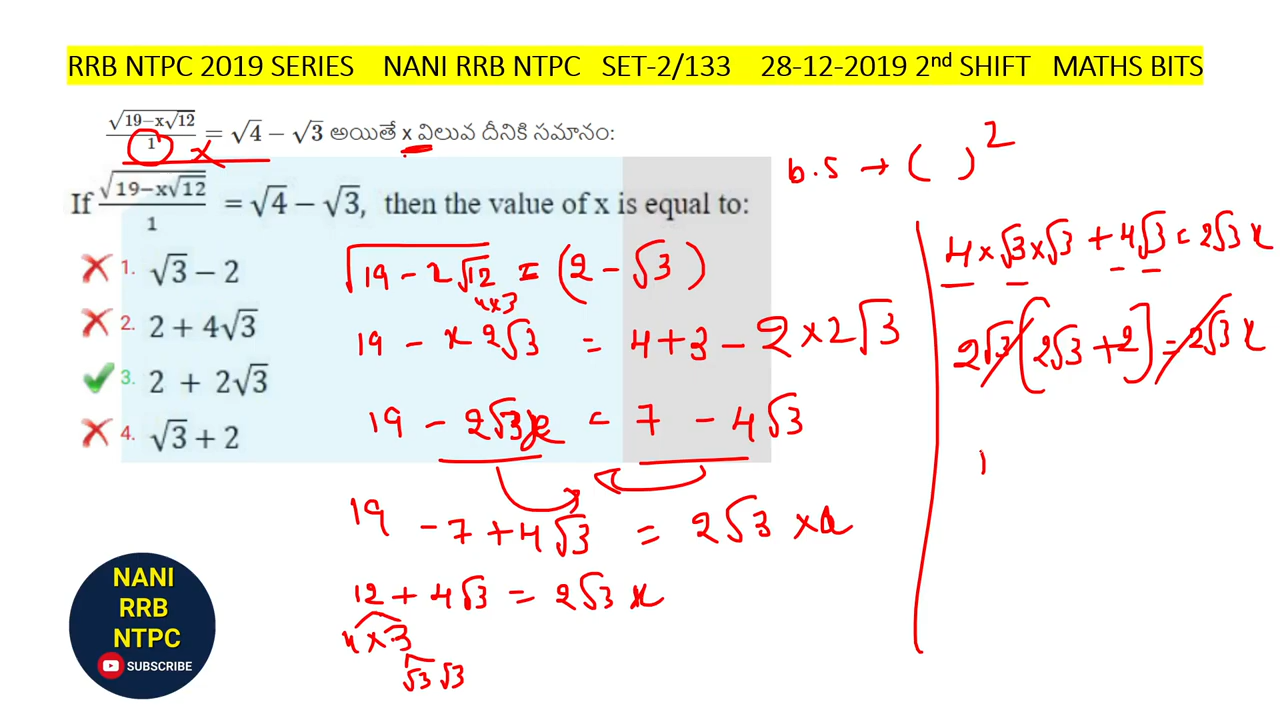 RRB NTPC 2019 SERIES NANI RRB NTPC SET-2/133 28-12-2019 2nd SHIFT MATHS BITS
√19−x√12 / 1 = √4 − √3 అయితే x విలువ దీనికి సమానం:
If √19−x√12 / 1 = √4 − √3, then the value of x is equal to:
1. √3 − 2
2. 2 + 4√3
3. 2 + 2√3
4. √3 + 2
√19 - 2√12 = (2 - √3)
4×3
19 - x 2√3 = 4+3 - 2×2√3
19 - 2√3x = 7 - 4√3
19 - 7 + 4√3 = 2√3 × x
12 + 4√3 = 2√3 x
4×3
√3 √3
b.s → ( )²
4×√3×√3 + 4√3 = 2√3 x
2√3 [2√3 + 2] = 2√3 x
NANI
RRB
NTPC
SUBSCRIBE